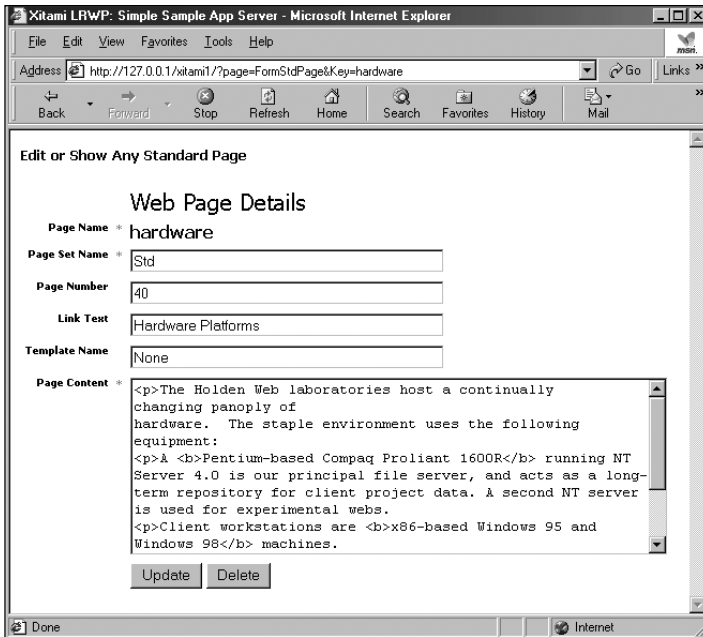 Xitami LRWP: Simple Sample App Server - Microsoft Internet Explorer
File Edit View Favorites Tools Help
msn.
Address http://127.0.0.1/xitami1/?page=FormStdPage&Key=hardware Go Links »
Back Forward Stop Refresh Home Search Favorites History Mail »
Edit or Show Any Standard Page
Web Page Details
Page Name * hardware
Page Set Name * Std
Page Number 40
Link Text Hardware Platforms
Template Name None
Page Content * <p>The Holden Web laboratories host a continually
changing panoply of
hardware.  The staple environment uses the following
equipment:
<p>A <b>Pentium-based Compaq Proliant 1600R</b> running NT
Server 4.0 is our principal file server, and acts as a long-
term repository for client project data. A second NT server
is used for experimental webs.
<p>Client workstations are <b>x86-based Windows 95 and
Windows 98</b> machines.
Update Delete
Done Internet